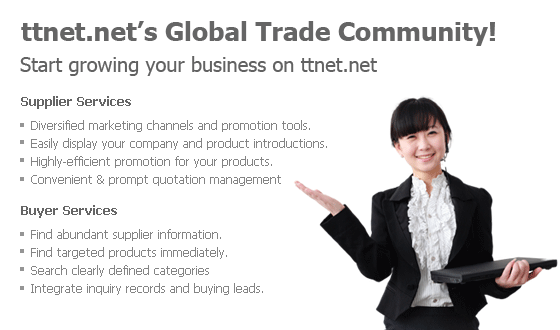 ttnet.net’s Global Trade Community!
Start growing your business on ttnet.net
Supplier Services
Diversified marketing channels and promotion tools.
Easily display your company and product introductions.
Highly-efficient promotion for your products.
Convenient & prompt quotation management
Buyer Services
Find abundant supplier information.
Find targeted products immediately.
Search clearly defined categories
Integrate inquiry records and buying leads.